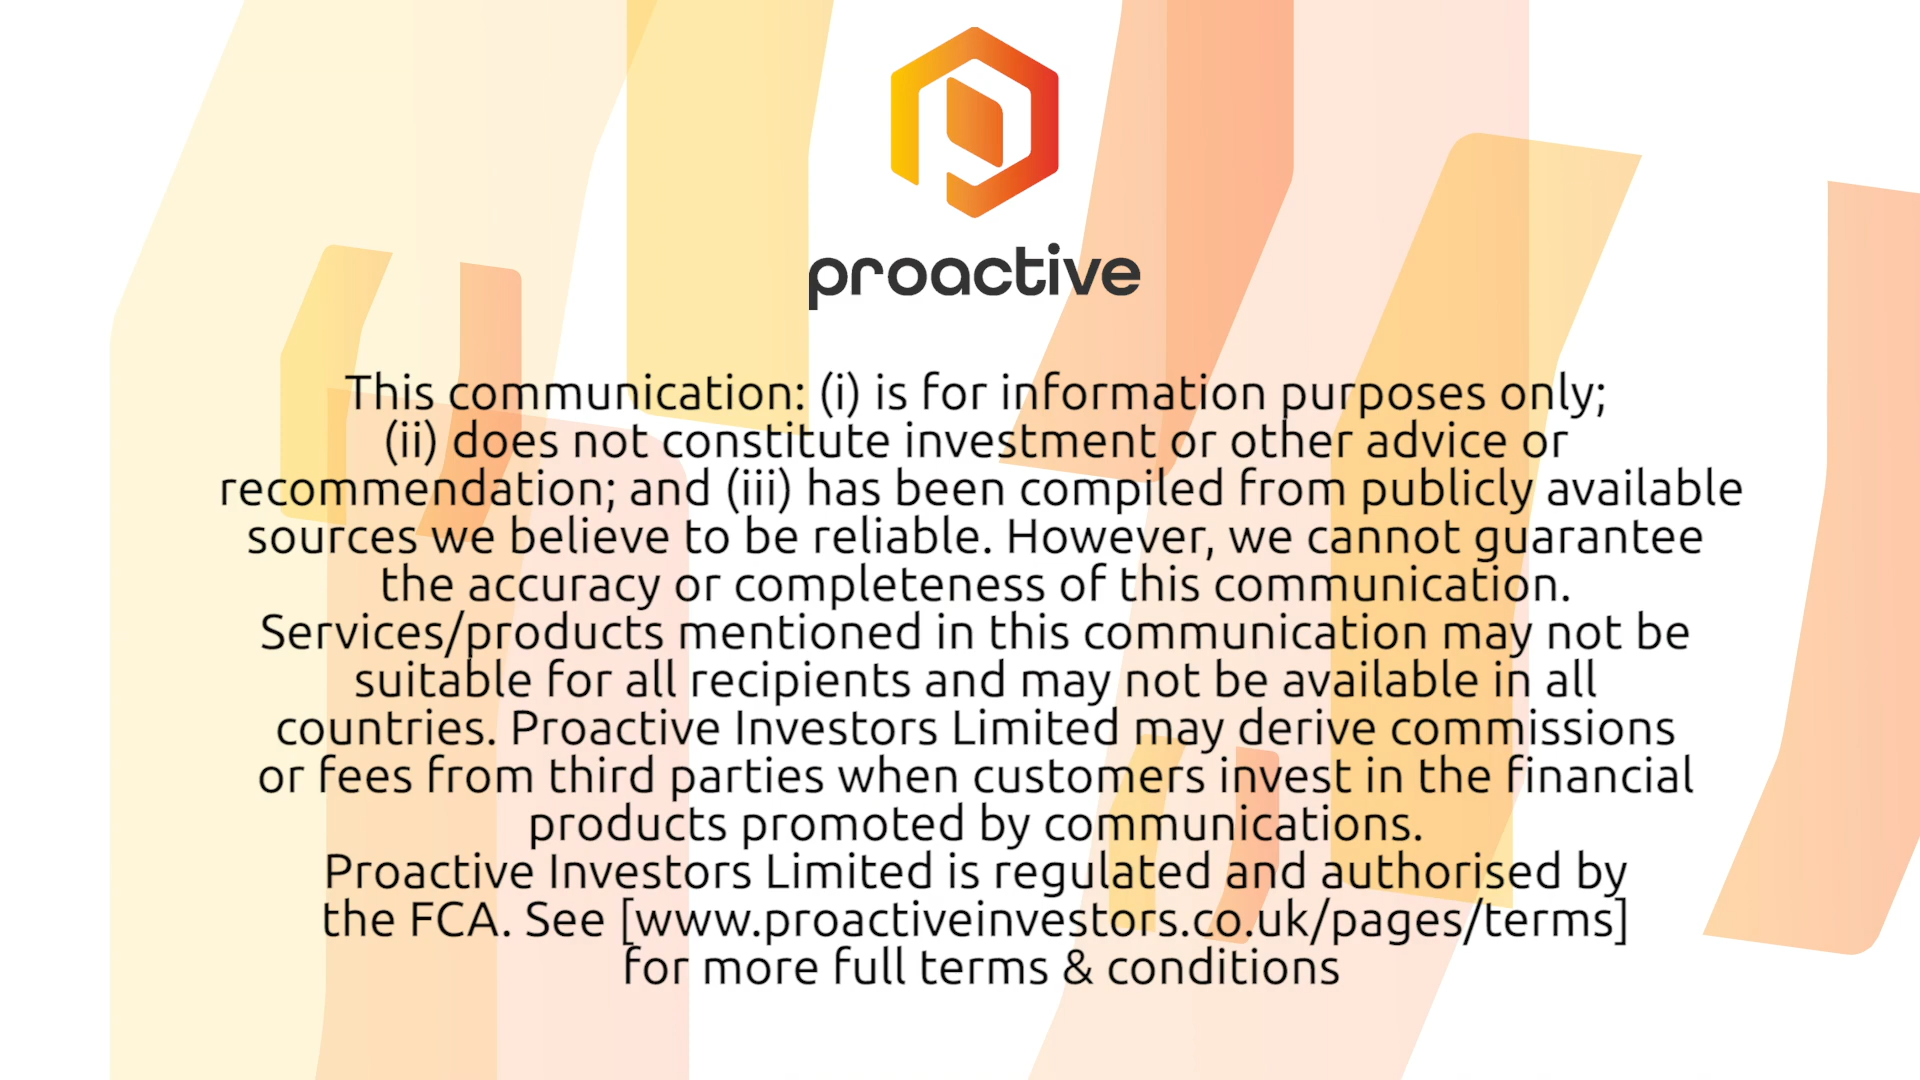 proactive
This communication: (i) is for information purposes only;
(ii) does not constitute investment or other advice or
recommendation; and (iii) has been compiled from publicly available
sources we believe to be reliable. However, we cannot guarantee
the accuracy or completeness of this communication.
Services/products mentioned in this communication may not be
suitable for all recipients and may not be available in all
countries. Proactive Investors Limited may derive commissions
or fees from third parties when customers invest in the financial
products promoted by communications.
Proactive Investors Limited is regulated and authorised by
the FCA. See [www.proactiveinvestors.co.uk/pages/terms]
for more full terms & conditions